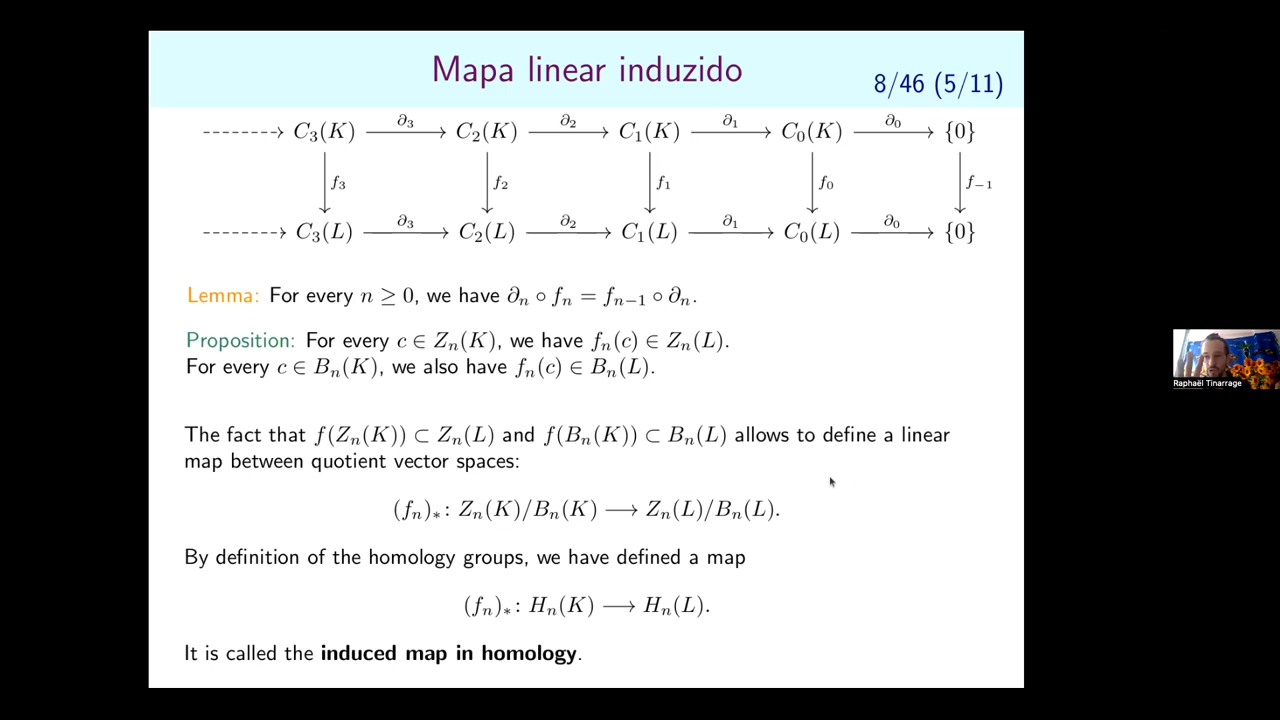 Mapa linear induzido
8/46 (5/11)
C₃(K) ∂₃ C₂(K) ∂₂ C₁(K) ∂₁ C₀(K) ∂₀ {0}
f₃ f₂ f₁ f₀ f₋₁
C₃(L) ∂₃ C₂(L) ∂₂ C₁(L) ∂₁ C₀(L) ∂₀ {0}
Lemma: For every n ≥ 0, we have ∂ₙ ∘ fₙ = fₙ₋₁ ∘ ∂ₙ.
Proposition: For every c ∈ Zₙ(K), we have fₙ(c) ∈ Zₙ(L).
For every c ∈ Bₙ(K), we also have fₙ(c) ∈ Bₙ(L).
The fact that f(Zₙ(K)) ⊂ Zₙ(L) and f(Bₙ(K)) ⊂ Bₙ(L) allows to define a linear
map between quotient vector spaces:
(fₙ)∗ : Zₙ(K)/Bₙ(K) ⟶ Zₙ(L)/Bₙ(L).
By definition of the homology groups, we have defined a map
(fₙ)∗ : Hₙ(K) ⟶ Hₙ(L).
It is called the induced map in homology.
Raphaël Tinarrage